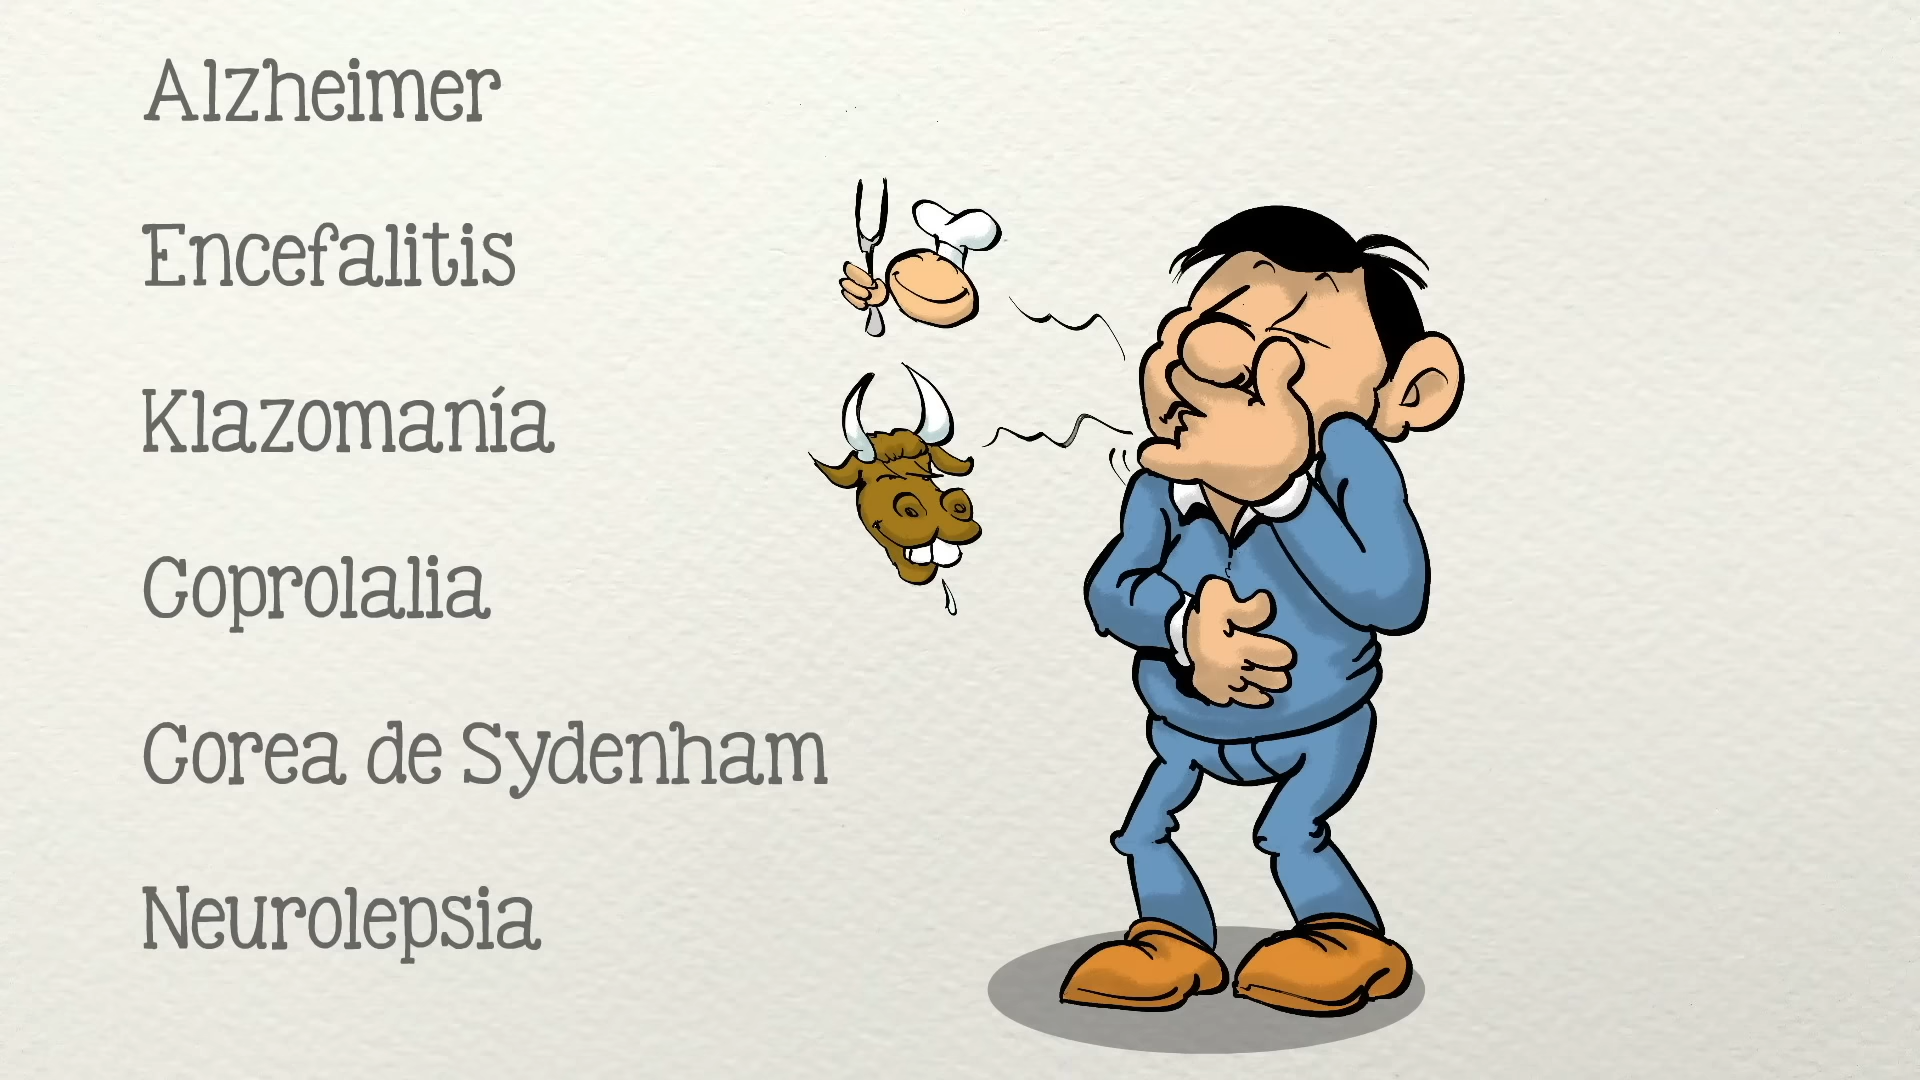 Alzheimer
Encefalitis
Klazomanía
Coprolalia
Corea de Sydenham
Neurolepsia